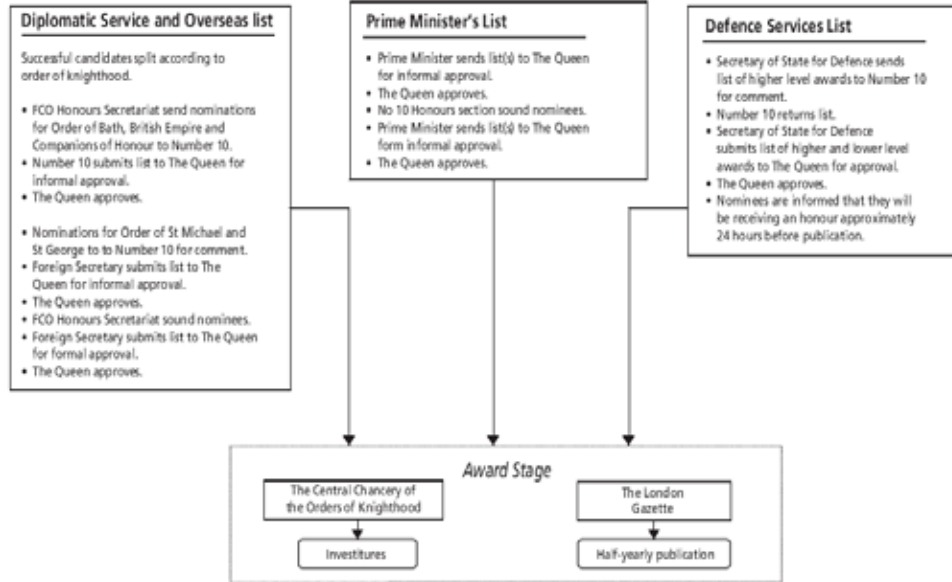 Diplomatic Service and Overseas list
Successful candidates split according to
order of knighthood.
• FCO Honours Secretariat send nominations
for Order of Bath, British Empire and
Companions of Honour to Number 10.
• Number 10 submits list to The Queen for
informal approval.
• The Queen approves.
• Nominations for Order of St Michael and
St George to to Number 10 for comment.
• Foreign Secretary submits list to The
Queen for informal approval.
• The Queen approves.
• FCO Honours Secretariat sound nominees.
• Foreign Secretary submits list to The Queen
for formal approval.
• The Queen approves.
Prime Minister's List
• Prime Minister sends list(s) to The Queen
for informal approval.
• The Queen approves.
• No 10 Honours section sound nominees.
• Prime Minister sends list(s) to The Queen
form informal approval.
• The Queen approves.
Defence Services List
• Secretary of State for Defence sends
list of higher level awards to Number 10
for comment.
• Number 10 returns list.
• Secretary of State for Defence
submits list of higher and lower level
awards to The Queen for approval.
• The Queen approves.
• Nominees are informed that they will
be receiving an honour approximately
24 hours before publication.
Award Stage
The Central Chancery of
the Orders of Knighthood
Investitures
The London
Gazette
Half-yearly publication